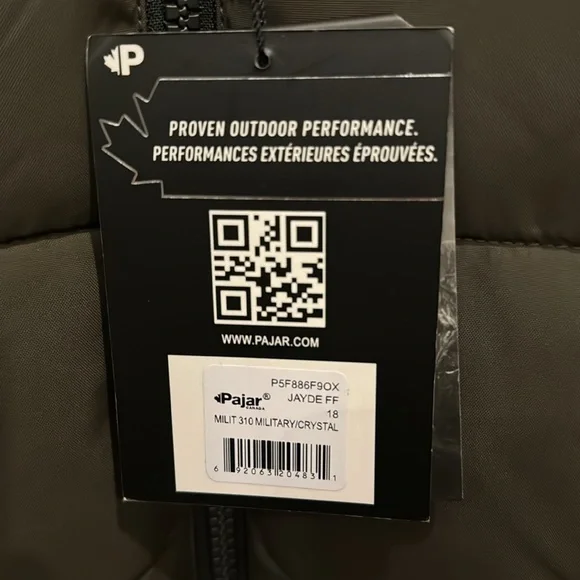 P
PROVEN OUTDOOR PERFORMANCE.
PERFORMANCES EXTÉRIEURES ÉPROUVÉES.
WWW.PAJAR.COM
P5F886F9OX
Pajar®
CANADA
JAYDE FF
18
MILIT 310 MILITARY/CRYSTAL
6 92063 20483 1